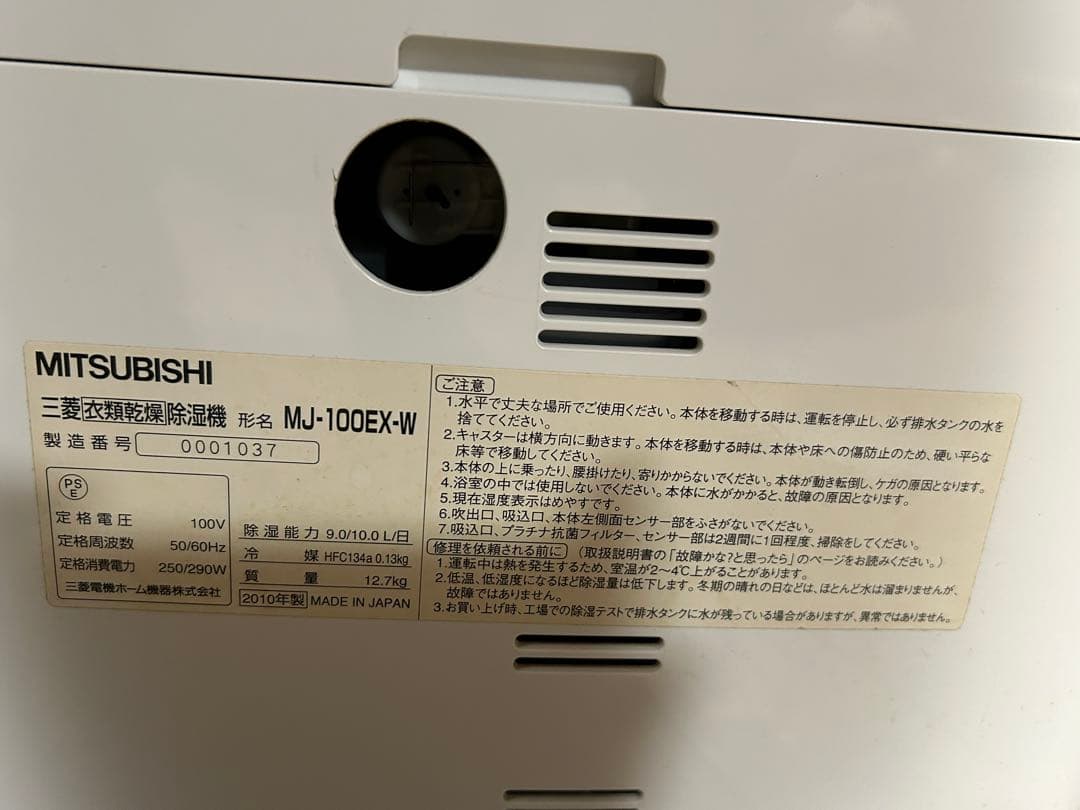 MITSUBISHI
三菱衣類乾燥除湿機 形名 MJ-100EX-W
製造番号 0001037
PS
E
定格電圧 100V
定格周波数 50/60Hz
定格消費電力 250/290W
三菱電機ホーム機器株式会社
除湿能力 9.0/10.0 L/日
冷媒 HFC134a 0.13kg
質量 12.7kg
2010年製 MADE IN JAPAN
ご注意
1.水平で丈夫な場所でご使用ください。本体を移動する時は、運転を停止し、必ず排水タンクの水を
捨ててください。
2.キャスターは横方向に動きます。本体を移動する時は、本体や床への傷防止のため、硬い平らな
床等で移動してください。
3.本体の上に乗ったり、腰掛けたり、寄りかからないでください。本体が動き転倒し、ケガの原因となります。
4.浴室の中では使用しないでください。本体に水がかかると、故障の原因となります。
5.現在湿度表示はめやすです。
6.吹出口、吸込口、本体左側面センサー部をふさがないでください。
7.吸込口、プラチナ抗菌フィルター、センサー部は2週間に1回程度、掃除をしてください。
修理を依頼される前に (取扱説明書の「故障かな?と思ったら」のページをお読みください。)
1.運転中は熱を発生するため、室温が2〜4℃上がることがあります。
2.低温、低湿度になるほど除湿量は低下します。冬期の晴れの日などは、ほとんど水は溜まりませんが、
故障ではありません。
3.お買い上げ時、工場での除湿テストで排水タンクに水が残っている場合がありますが、異常ではありません。